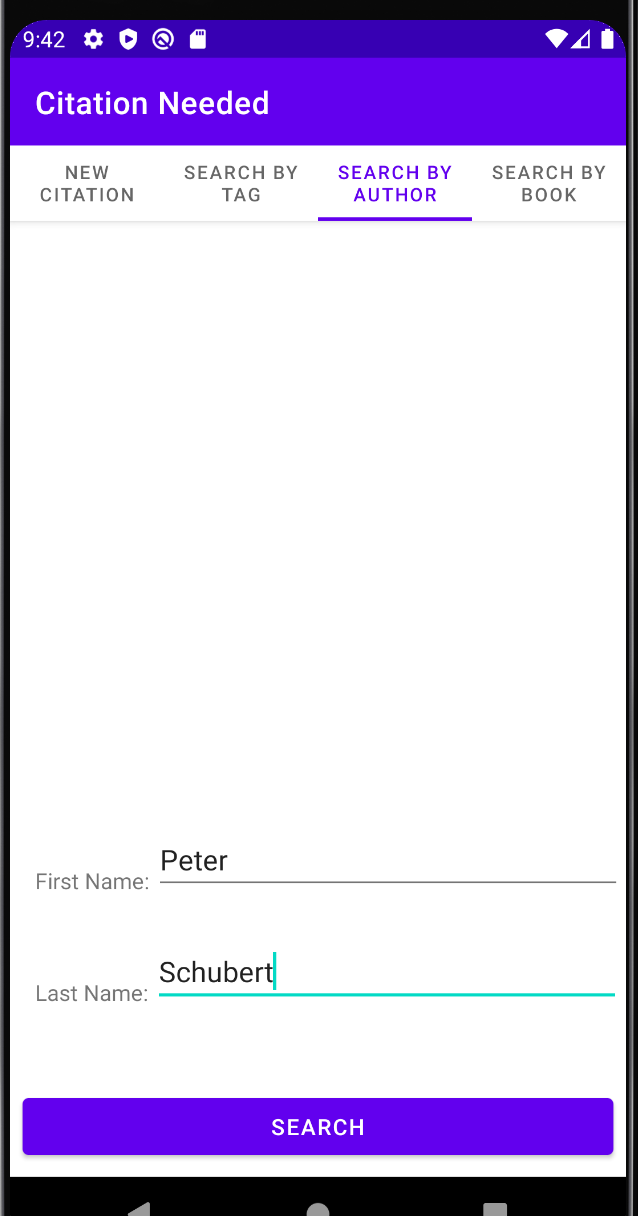 9:42
Citation Needed
NEW
CITATION
SEARCH BY
TAG
SEARCH BY
AUTHOR
SEARCH BY
BOOK
First Name: Peter
Last Name: Schubert
SEARCH